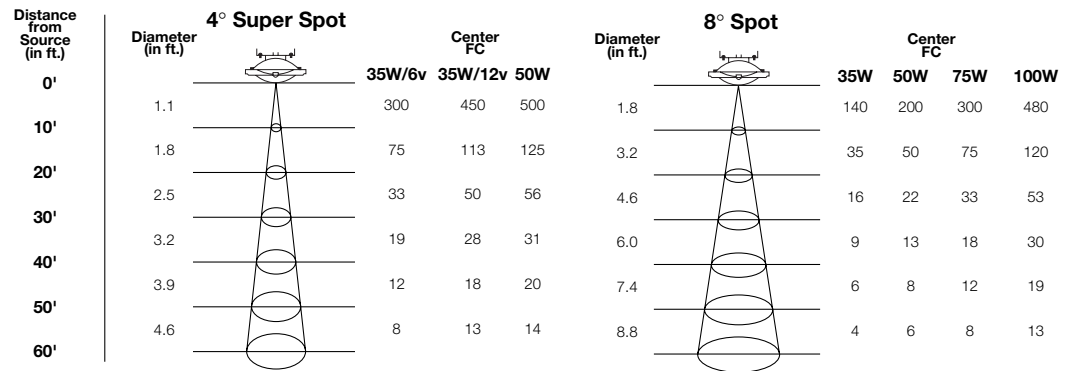 Distance
from
Source
(in ft.)
4° Super Spot
Diameter
(in ft.)
Center
FC
35W/6v 35W/12v 50W
8° Spot
Diameter
(in ft.)
Center
FC
35W 50W 75W 100W
0'
1.1 300 450 500 1.8 140 200 300 480
10'
1.8 75 113 125 3.2 35 50 75 120
20'
2.5 33 50 56 4.6 16 22 33 53
30'
3.2 19 28 31 6.0 9 13 18 30
40'
3.9 12 18 20 7.4 6 8 12 19
50'
4.6 8 13 14 8.8 4 6 8 13
60'